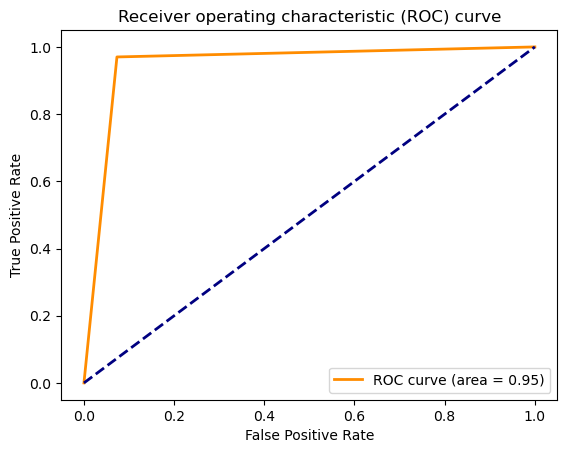 Receiver operating characteristic (ROC) curve
1.0
0.8
0.6
0.4
0.2
0.0
True Positive Rate
ROC curve (area = 0.95)
0.0 0.2 0.4 0.6 0.8 1.0
False Positive Rate